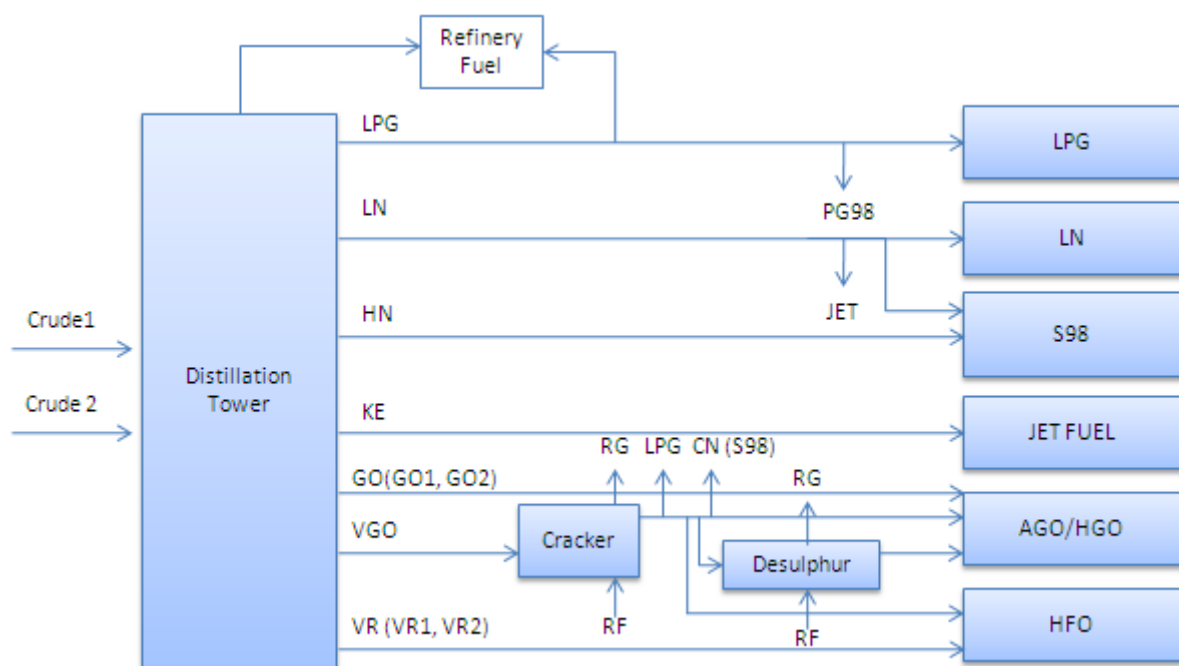 Refinery
Fuel
LPG
LPG
PG98
LN
LN
JET
HN
S98
Crude1
Distillation
Tower
Crude 2
KE
JET FUEL
RG LPG CN (S98)
GO(GO1, GO2)
RG
VGO
Cracker
AGO/HGO
Desulphur
VR (VR1, VR2)
RF
RF
HFO